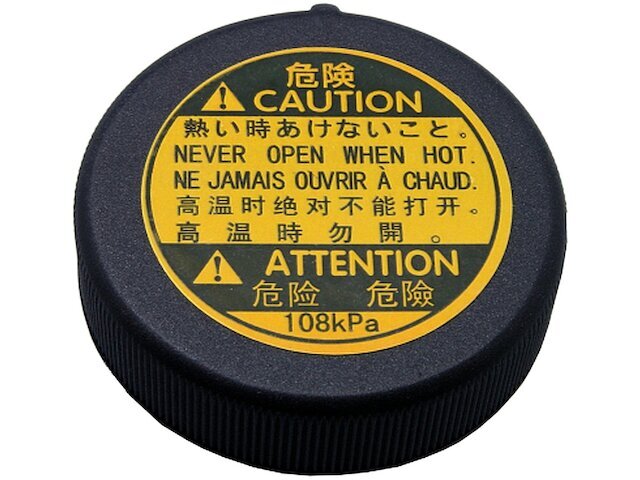 危険
CAUTION
熱い時あけないこと。
NEVER OPEN WHEN HOT.
NE JAMAIS OUVRIR À CHAUD.
高温时绝对不能打开。
高温時勿開。
ATTENTION
危险 危險
108kPa